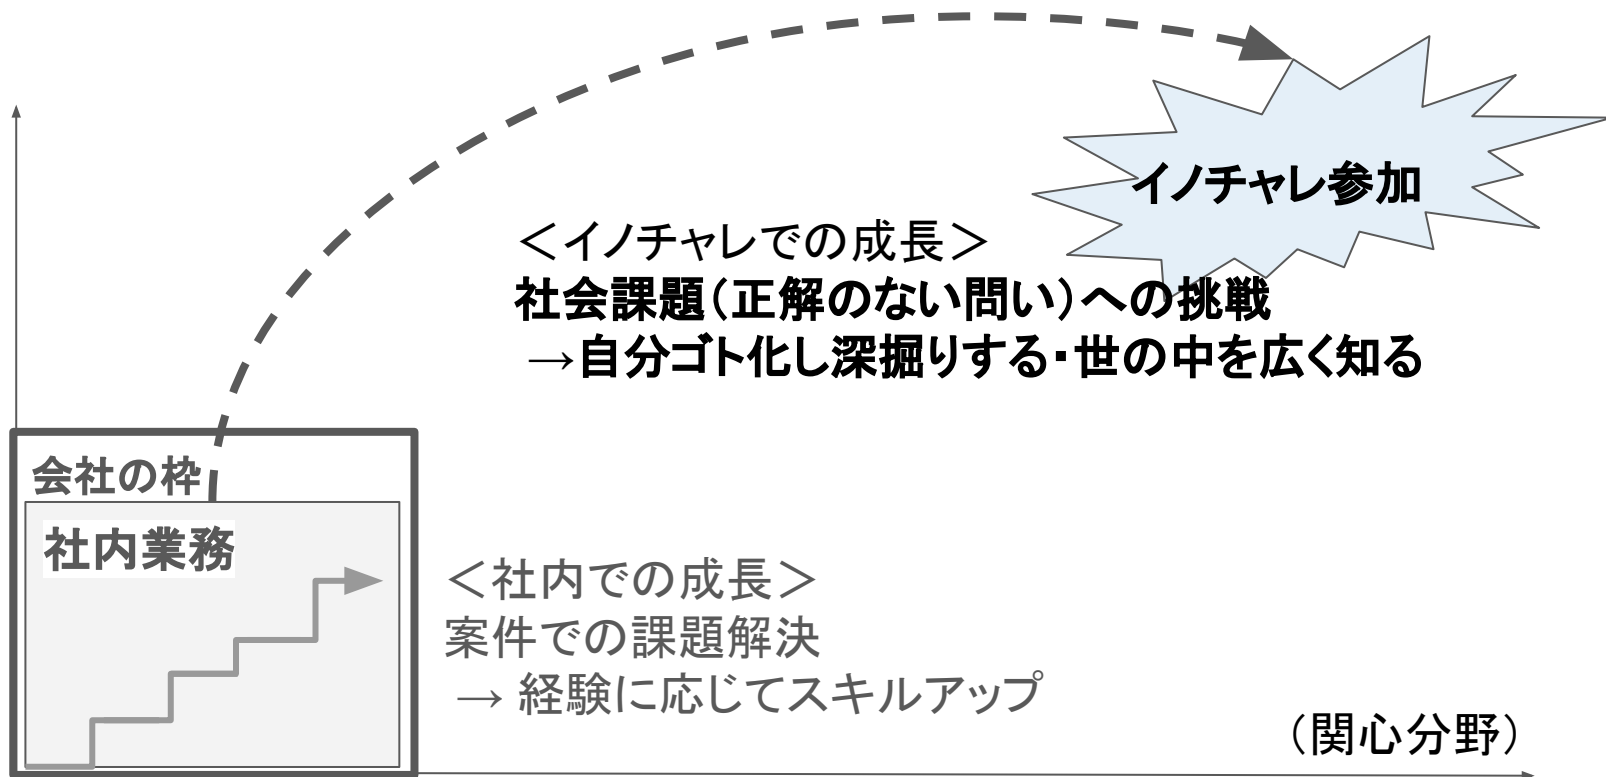 イノチャレ参加
＜イノチャレでの成長＞
社会課題（正解のない問い）への挑戦
→自分ゴト化し深掘りする・世の中を広く知る
会社の枠
社内業務
＜社内での成長＞
案件での課題解決
→ 経験に応じてスキルアップ
（関心分野）